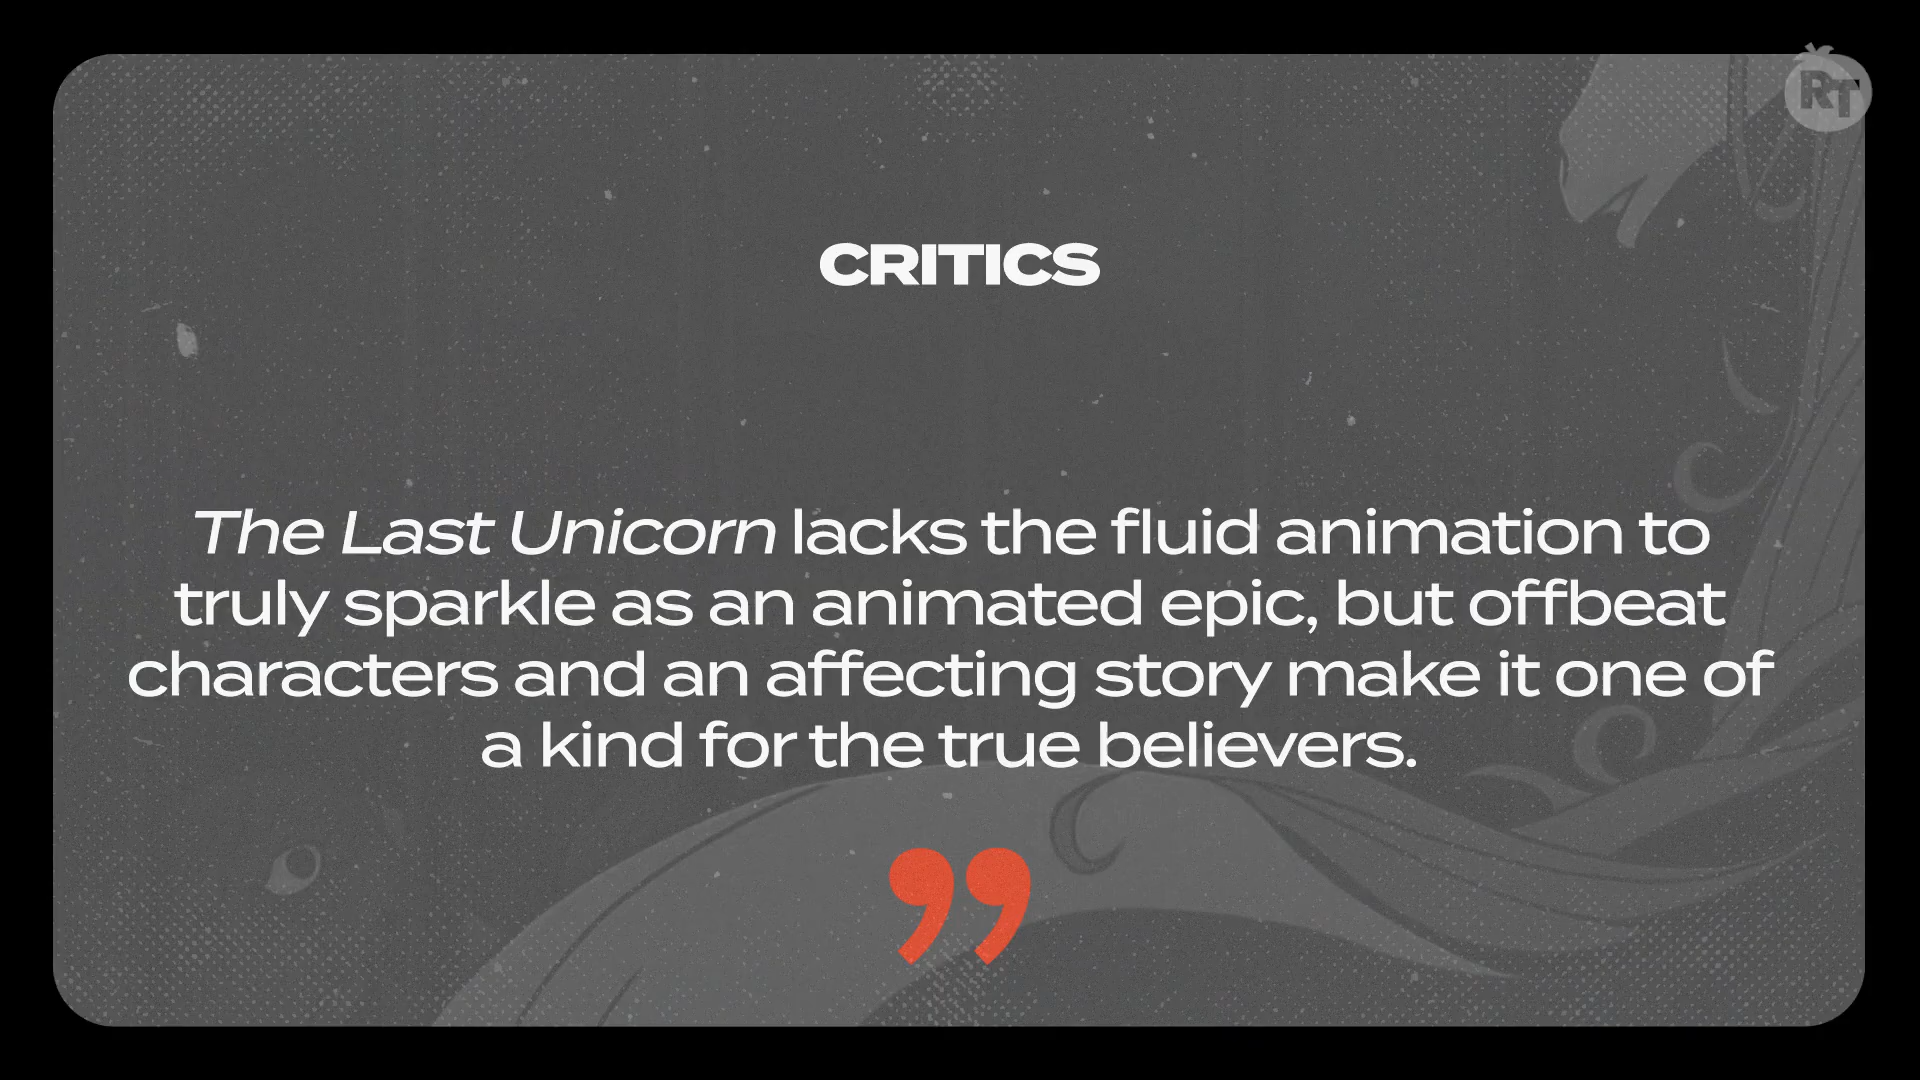 RT
CRITICS
The Last Unicorn lacks the fluid animation to
truly sparkle as an animated epic, but offbeat
characters and an affecting story make it one of
a kind for the true believers.
”